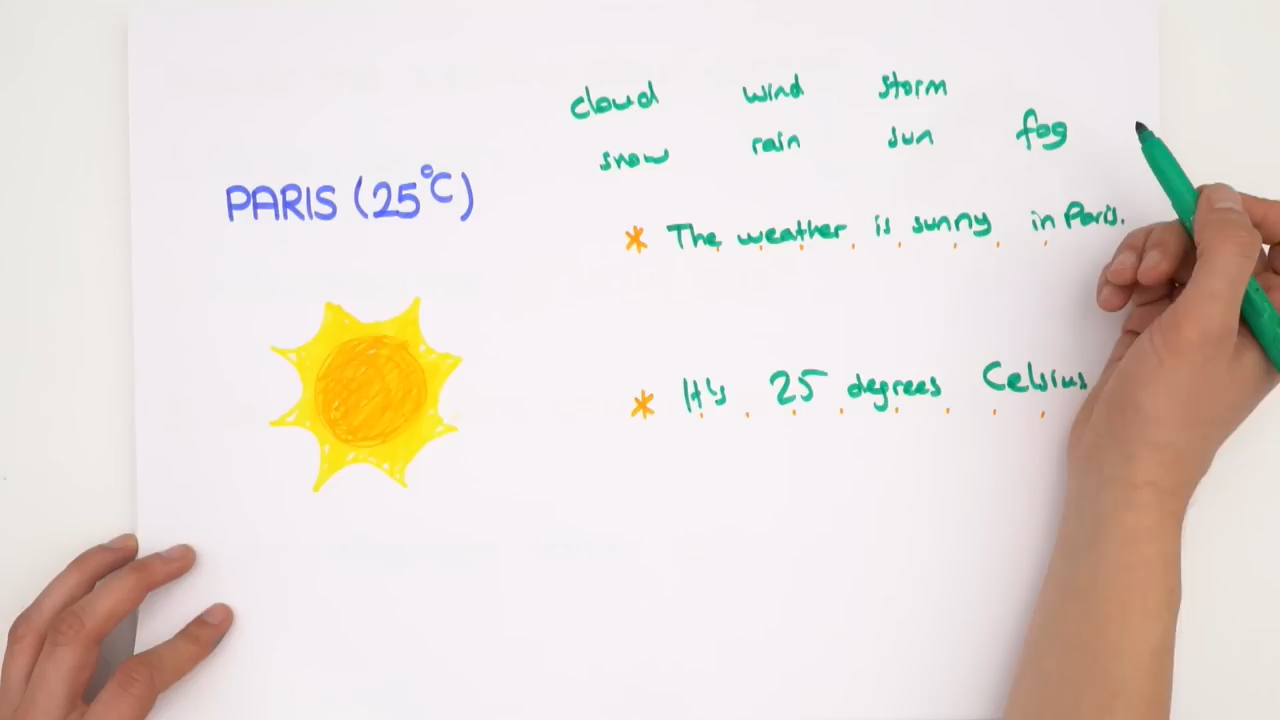 cloud wind storm
snow rain sun fog
PARIS (25°C)
* The weather is sunny in Paris.
* It's 25 degrees Celsius